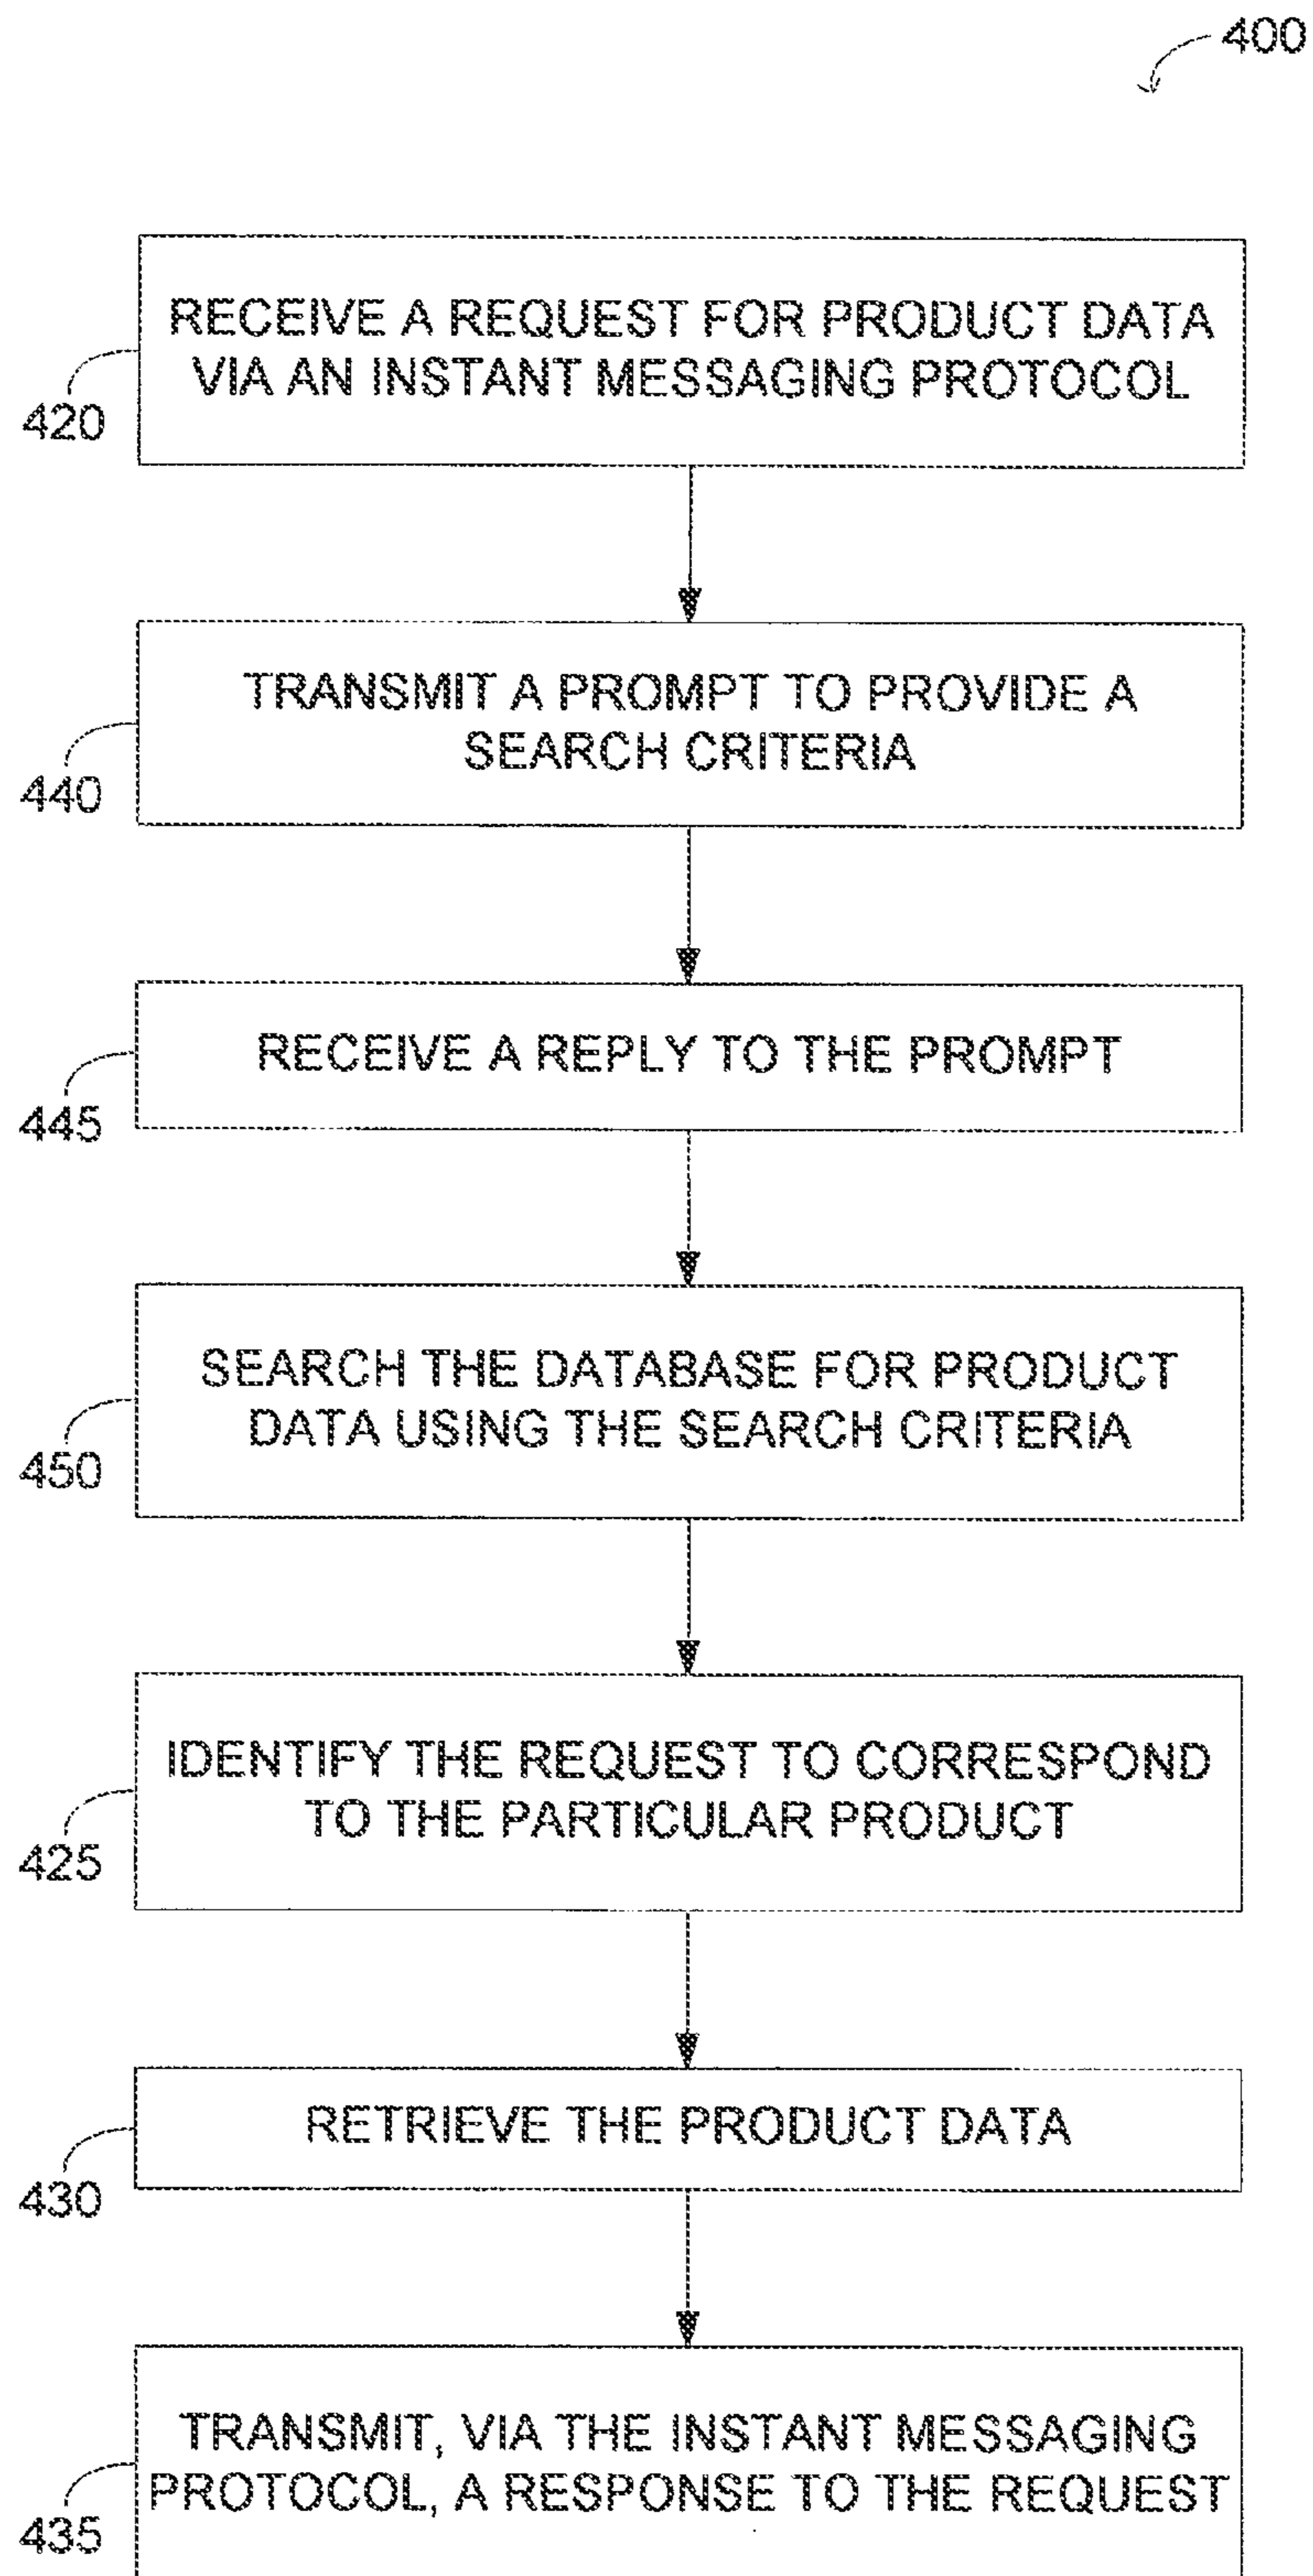 400
RECEIVE A REQUEST FOR PRODUCT DATA
VIA AN INSTANT MESSAGING PROTOCOL
420
TRANSMIT A PROMPT TO PROVIDE A
SEARCH CRITERIA
440
RECEIVE A REPLY TO THE PROMPT
445
SEARCH THE DATABASE FOR PRODUCT
DATA USING THE SEARCH CRITERIA
450
IDENTIFY THE REQUEST TO CORRESPOND
TO THE PARTICULAR PRODUCT
425
RETRIEVE THE PRODUCT DATA
430
TRANSMIT, VIA THE INSTANT MESSAGING
PROTOCOL, A RESPONSE TO THE REQUEST
435